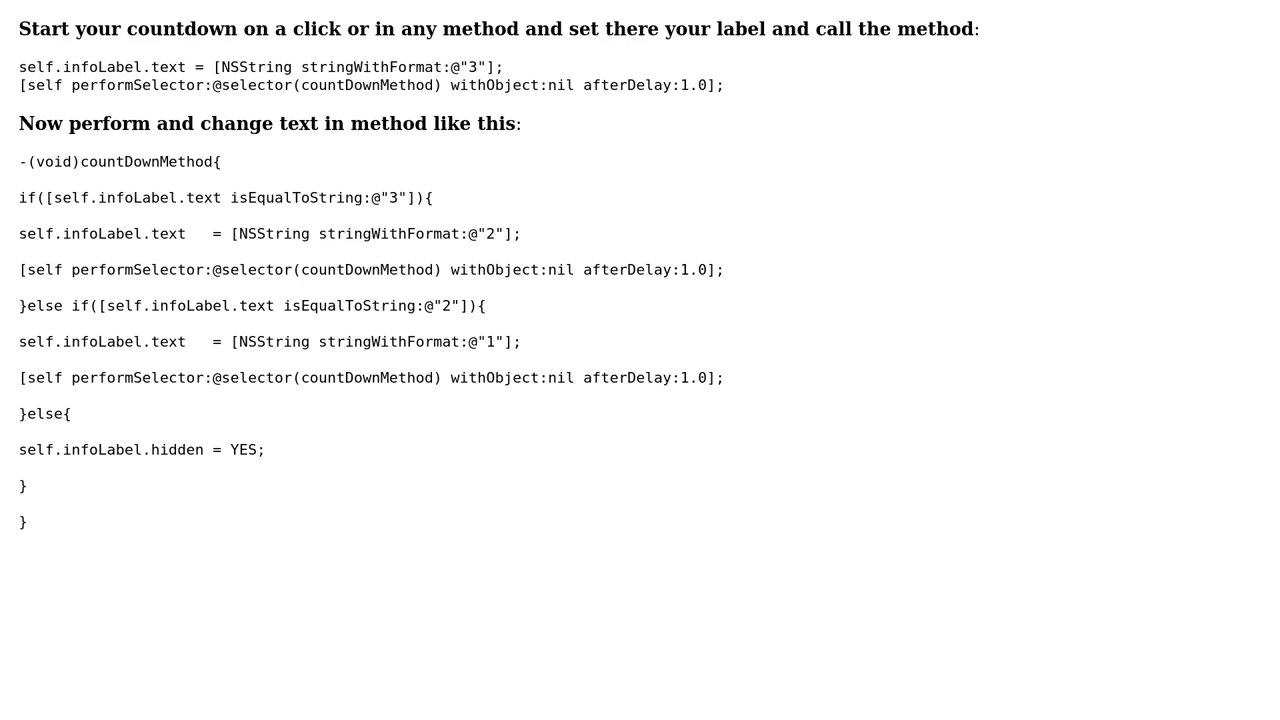 Start your countdown on a click or in any method and set there your label and call the method:
self.infoLabel.text = [NSString stringWithFormat:@"3"];
[self performSelector:@selector(countDownMethod) withObject:nil afterDelay:1.0];
Now perform and change text in method like this:
-(void)countDownMethod{
if([self.infoLabel.text isEqualToString:@"3"]){
self.infoLabel.text   = [NSString stringWithFormat:@"2"];
[self performSelector:@selector(countDownMethod) withObject:nil afterDelay:1.0];
}else if([self.infoLabel.text isEqualToString:@"2"]){
self.infoLabel.text   = [NSString stringWithFormat:@"1"];
[self performSelector:@selector(countDownMethod) withObject:nil afterDelay:1.0];
}else{
self.infoLabel.hidden = YES;
}
}